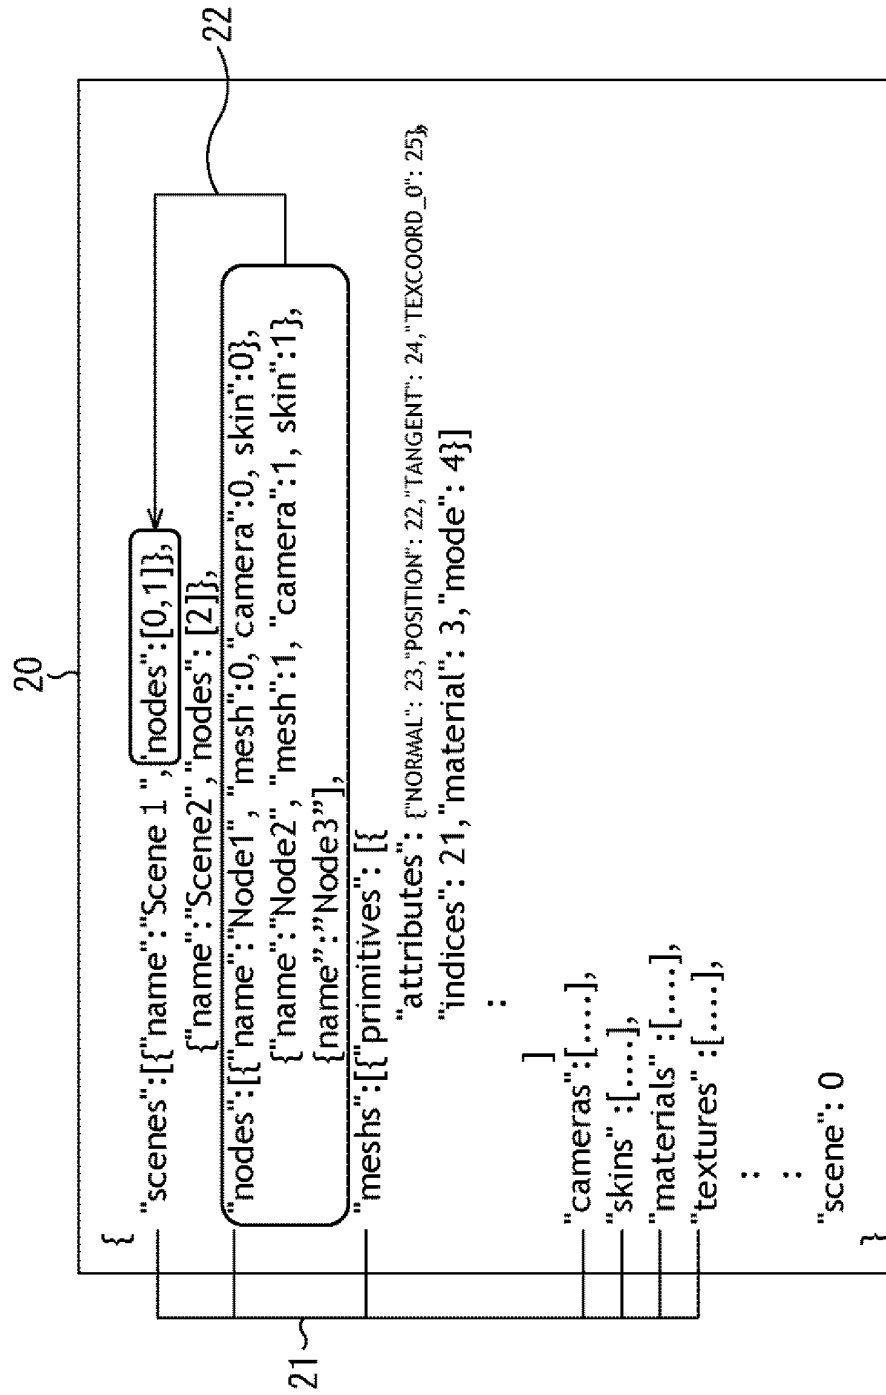 20
22
21
{
"scenes":[{"name":"Scene 1 ","nodes":[0,1]},
{"name":"Scene2","nodes": [2]},
"nodes":[{"name":"Node1", "mesh":0,"camera":0, skin":0},
{"name":"Node2", "mesh":1, "camera":1, skin":1},
{name”:”Node3”],
"meshs":[{"primitives": [{
"attributes": {"NORMAL": 23,"POSITION": 22,"TANGENT": 24,"TEXCOORD_0": 25},
"indices": 21, "material": 3, "mode": 4}]
:
]
"cameras":[....],
"skins" :[....],
"materials" :[....],
"textures" :[....],
:
:
"scene": 0
}